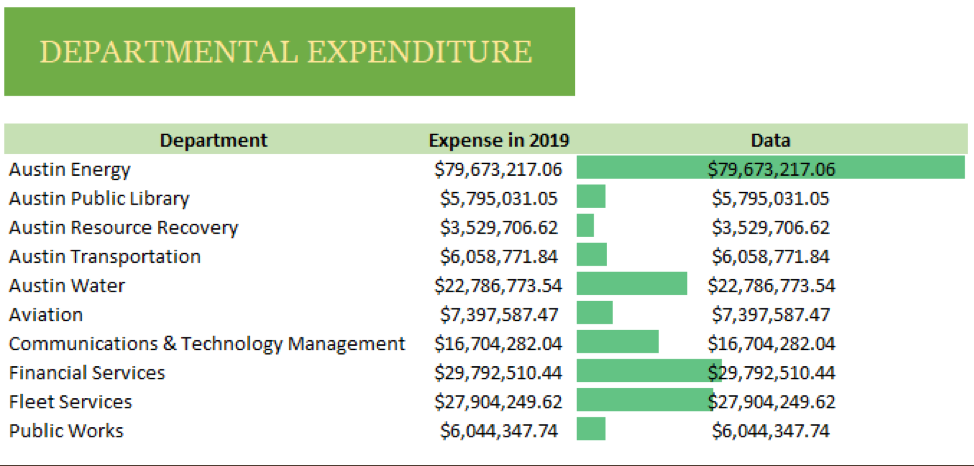 DEPARTMENTAL EXPENDITURE
Department Expense in 2019 Data
Austin Energy $79,673,217.06 $79,673,217.06
Austin Public Library $5,795,031.05 $5,795,031.05
Austin Resource Recovery $3,529,706.62 $3,529,706.62
Austin Transportation $6,058,771.84 $6,058,771.84
Austin Water $22,786,773.54 $22,786,773.54
Aviation $7,397,587.47 $7,397,587.47
Communications & Technology Management $16,704,282.04 $16,704,282.04
Financial Services $29,792,510.44 $29,792,510.44
Fleet Services $27,904,249.62 $27,904,249.62
Public Works $6,044,347.74 $6,044,347.74